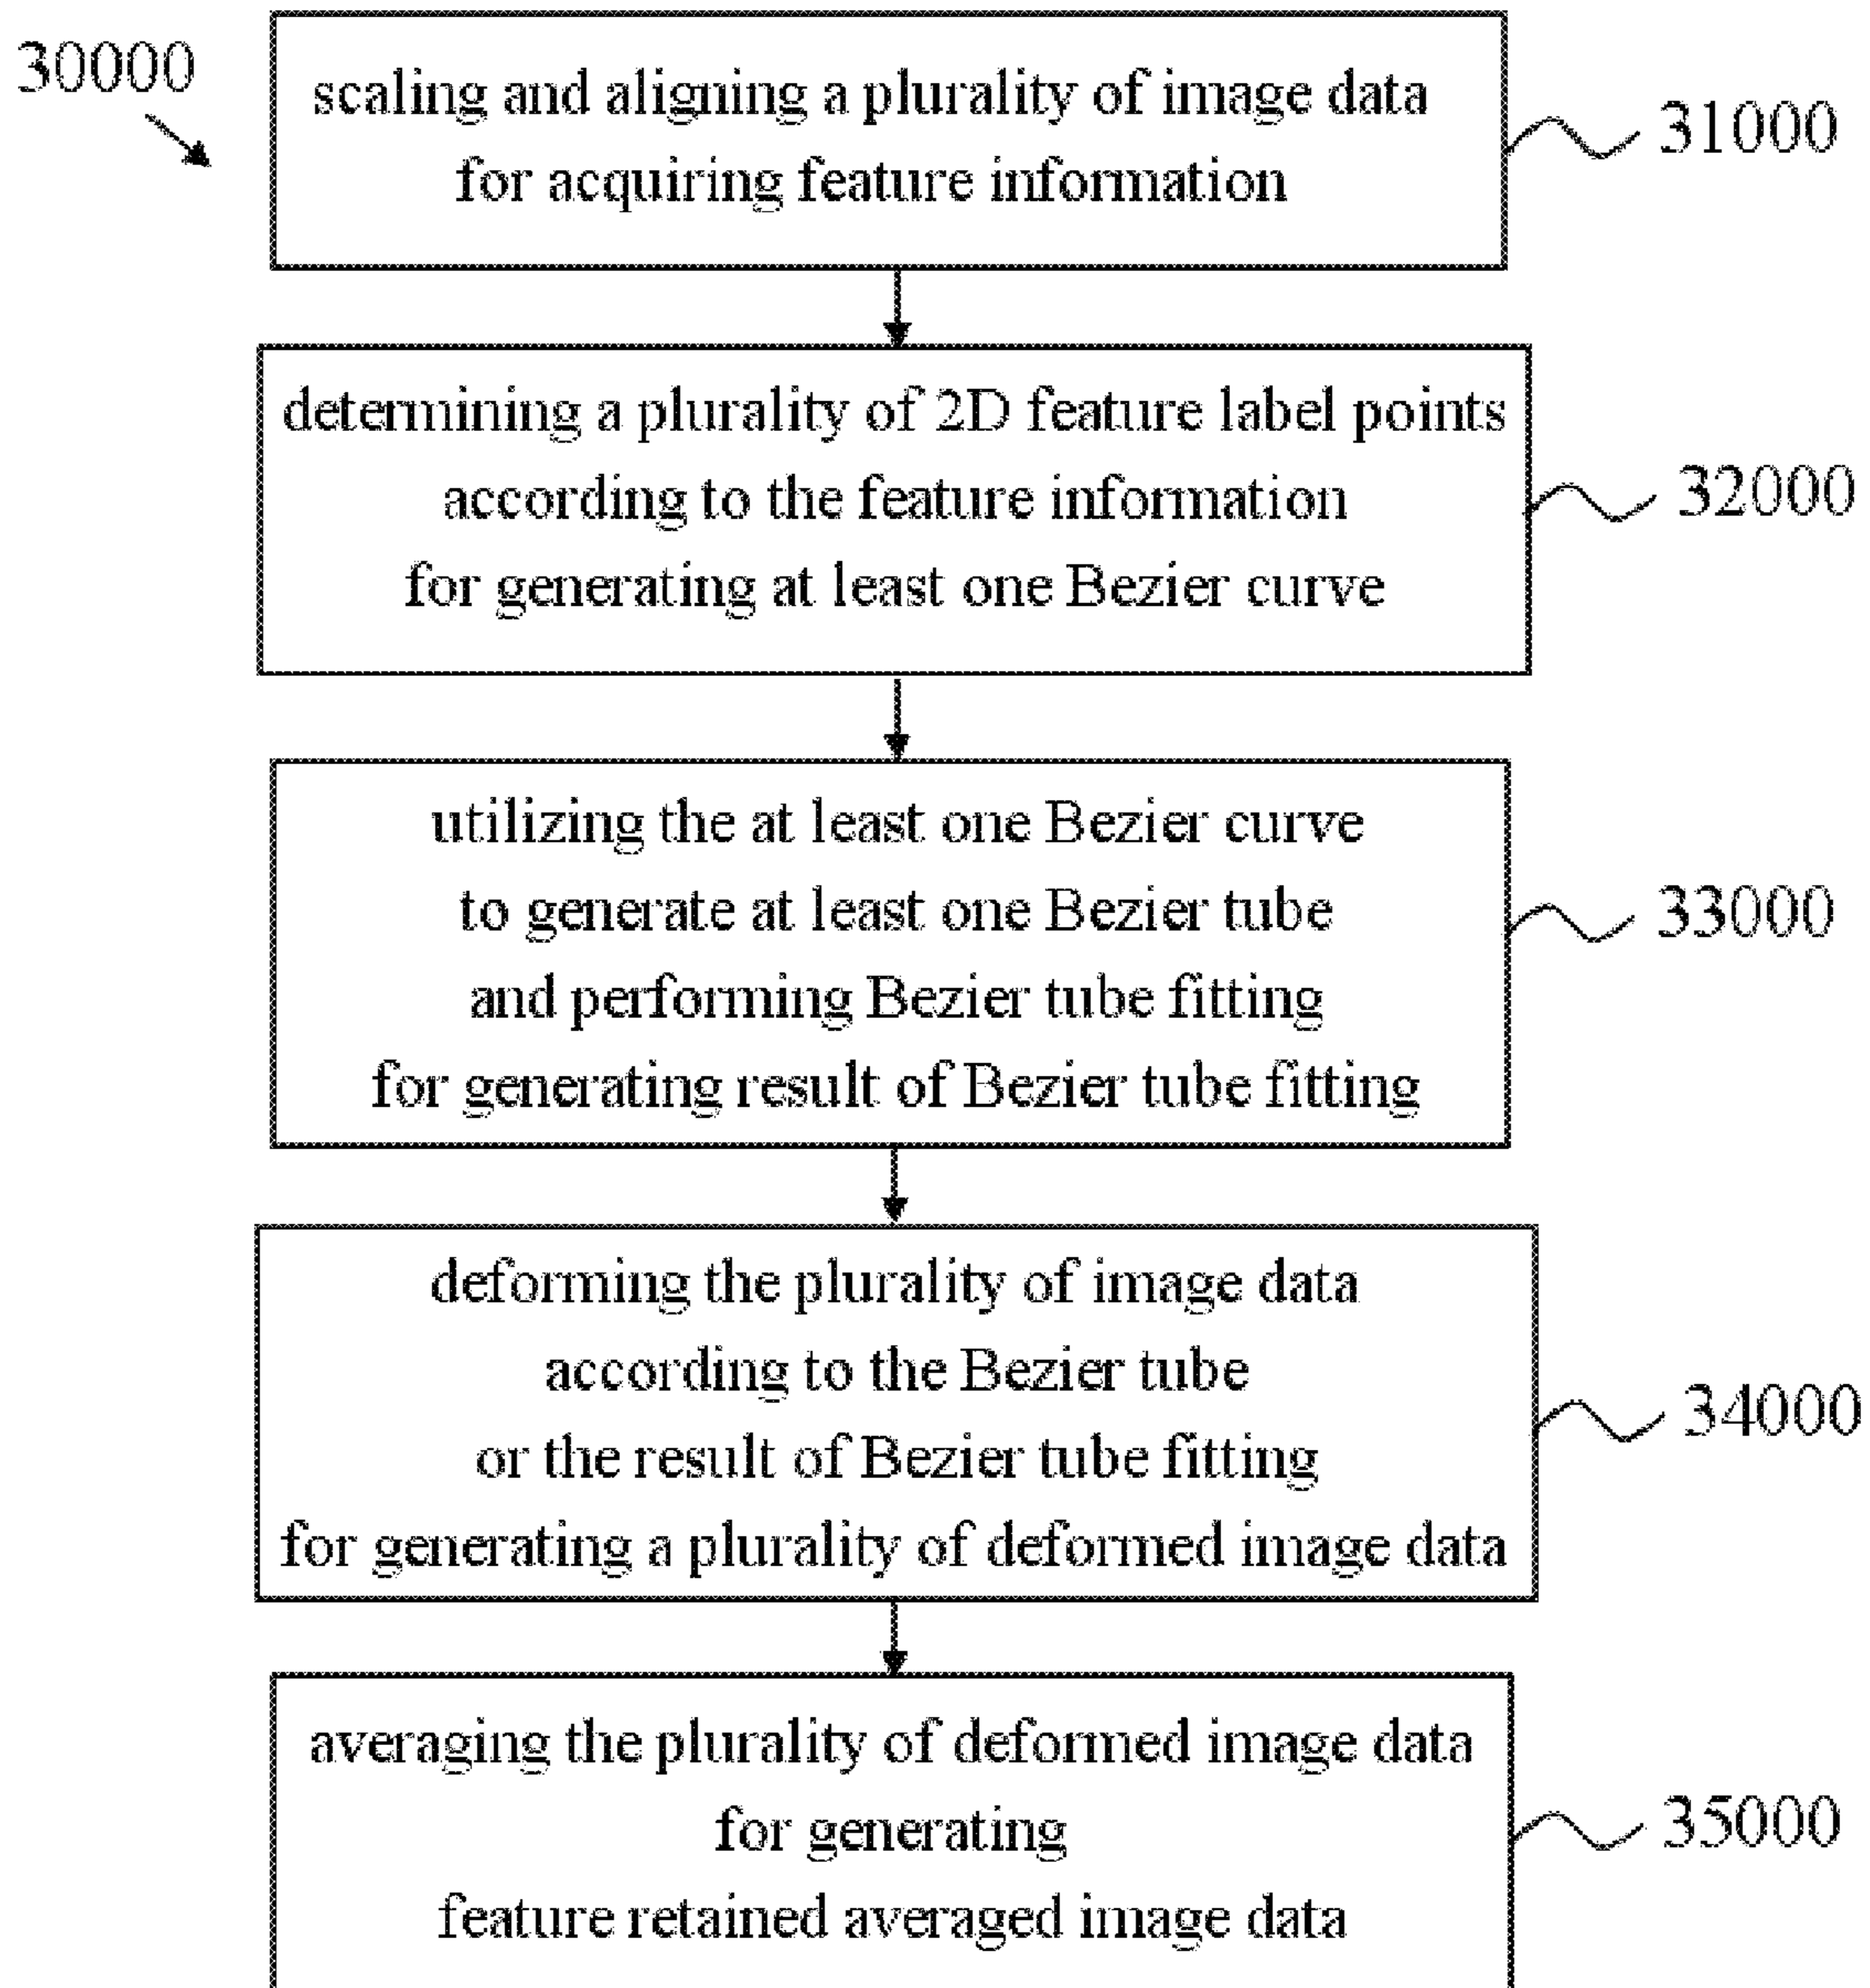 30000
scaling and aligning a plurality of image data
for acquiring feature information
31000
determining a plurality of 2D feature label points
according to the feature information
for generating at least one Bezier curve
32000
utilizing the at least one Bezier curve
to generate at least one Bezier tube
and performing Bezier tube fitting
for generating result of Bezier tube fitting
33000
deforming the plurality of image data
according to the Bezier tube
or the result of Bezier tube fitting
for generating a plurality of deformed image data
34000
averaging the plurality of deformed image data
for generating
feature retained averaged image data
35000